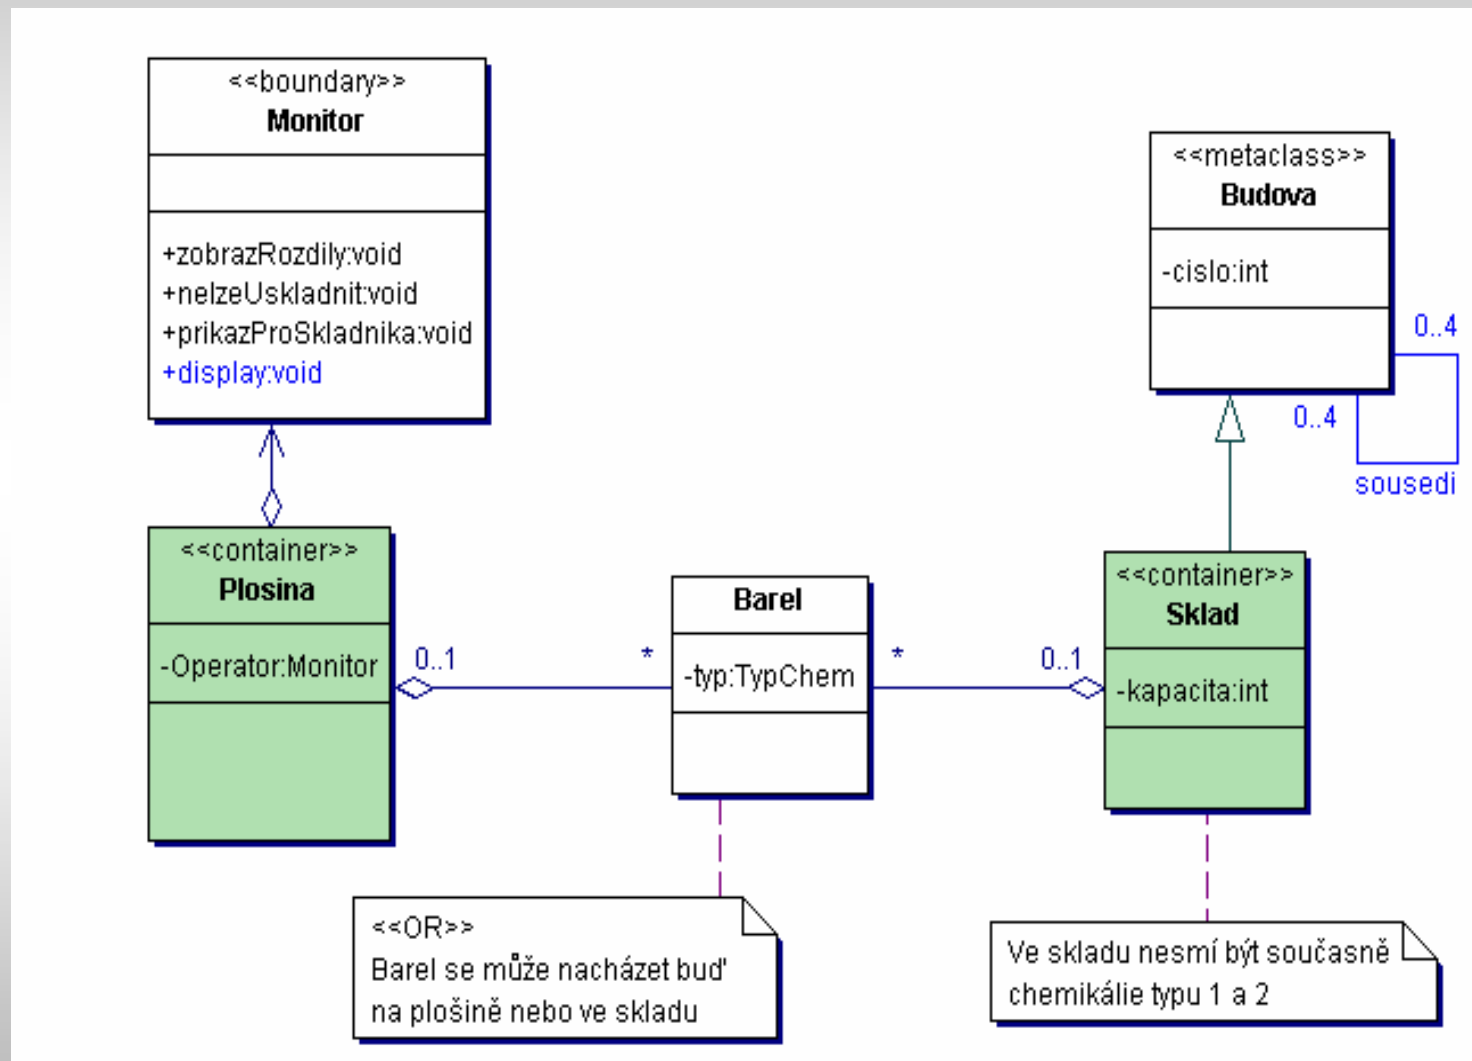 <<boundary>>
Monitor
+zobrazRozdily:void
+nelzeUskladnit:void
+prikazProSkladnika:void
+display:void
<<metaclass>>
Budova
-cislo:int
0..4
0..4
sousedi
<<container>>
Plosina
-Operator:Monitor
0..1
*
Barel
-typ:TypChem
*
0..1
<<container>>
Sklad
-kapacita:int
<<OR>>
Barel se může nacházet buď
na plošině nebo ve skladu
Ve skladu nesmí být současně
chemikálie typu 1 a 2